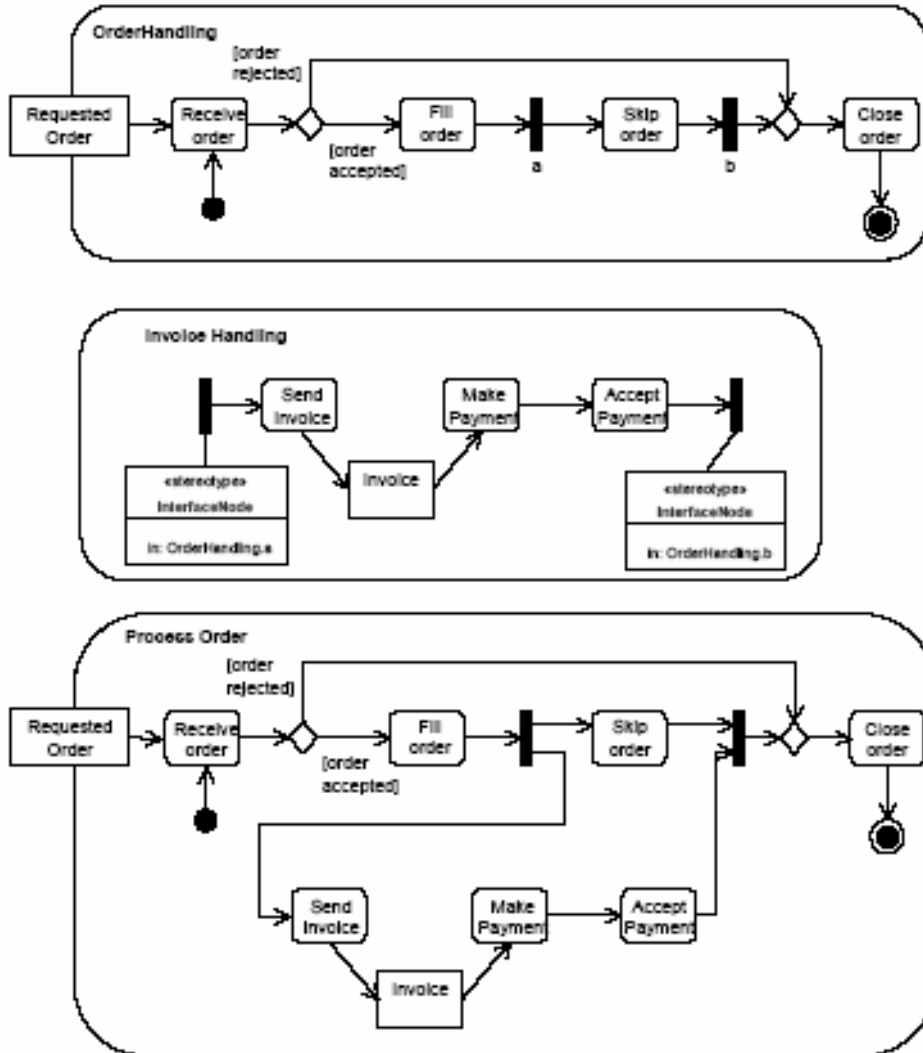 OrderHandling
[order
rejected]
Requested
Order
Receive
order
Fill
order
Skip
order
Close
order
[order
accepted]
a
b
Invoice Handling
Send
Invoice
Make
Payment
Accept
Payment
Invoice
«stereotype»
InterfaceNode
in: OrderHandling.a
«stereotype»
InterfaceNode
in: OrderHandling.b
Process Order
[order
rejected]
Requested
Order
Receive
order
Fill
order
Skip
order
Close
order
[order
accepted]
Send
Invoice
Make
Payment
Accept
Payment
Invoice